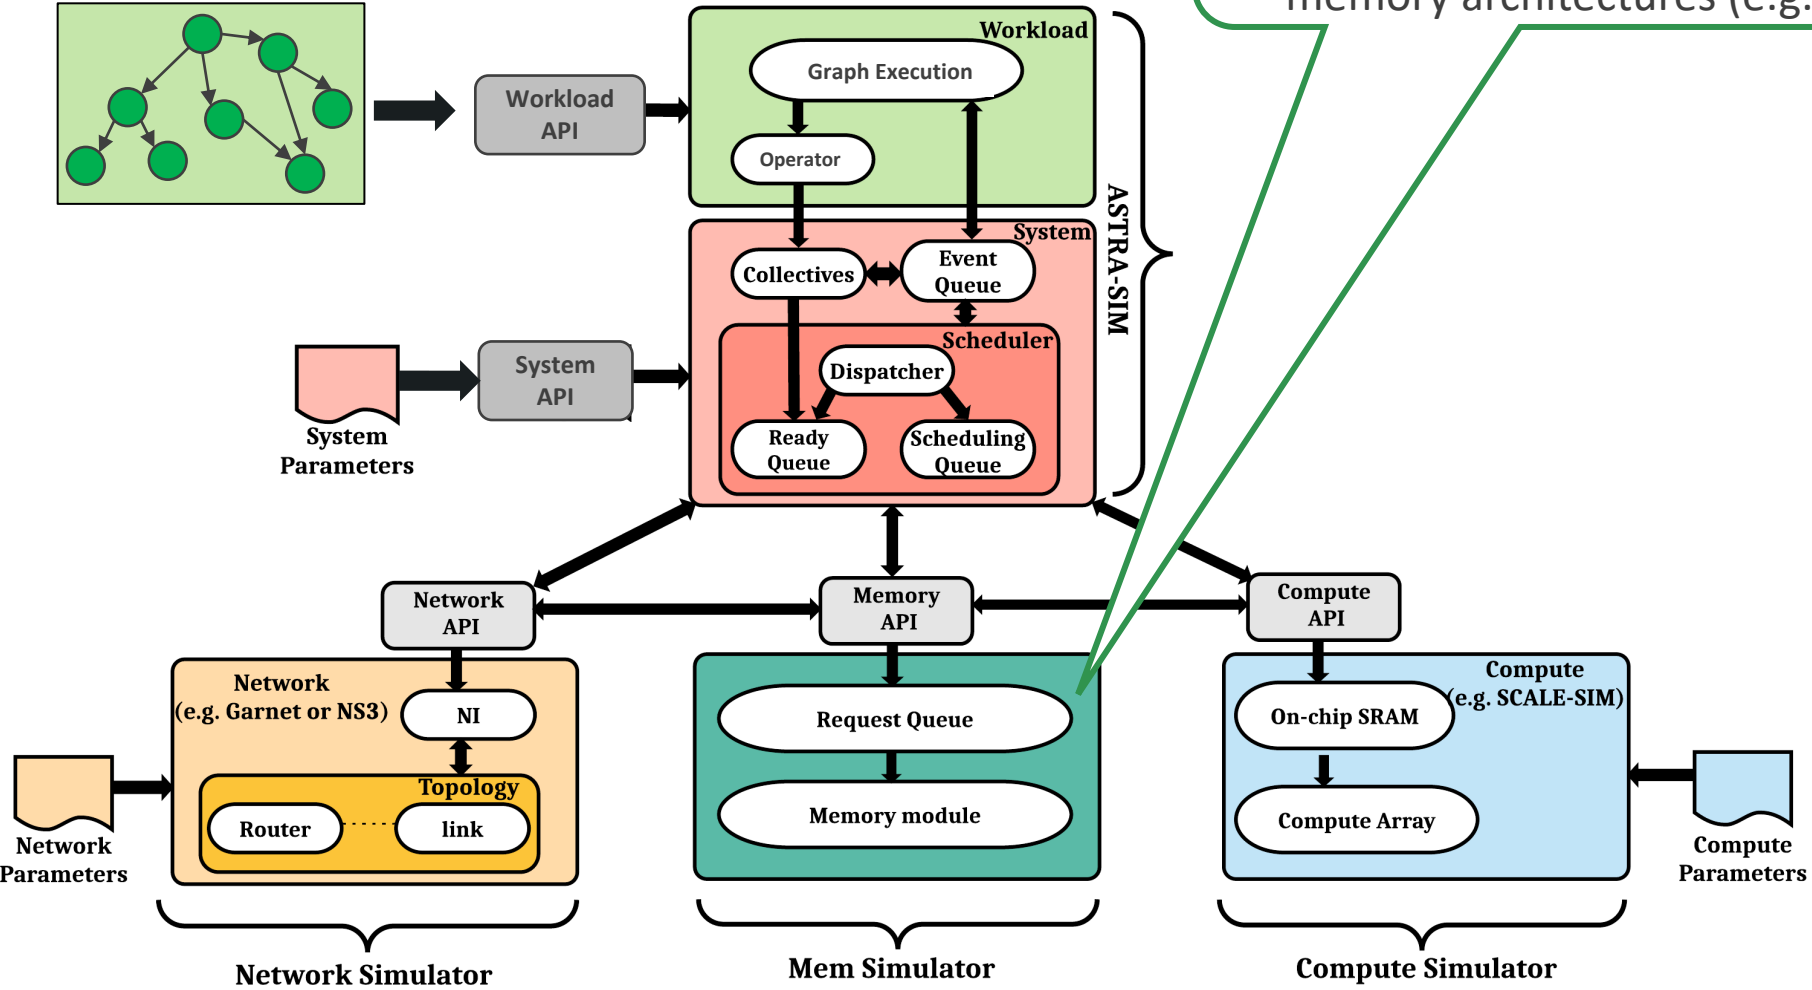 memory architectures (e.g.
Workload
Graph Execution
Workload
API
Operator
ASTRA-SIM
System
Collectives
Event
Queue
Scheduler
Dispatcher
System
API
Ready
Queue
Scheduling
Queue
System
Parameters
Network
API
Memory
API
Compute
API
Network
(e.g. Garnet or NS3)
NI
Topology
Router
link
Request Queue
Memory module
Compute
(e.g. SCALE-SIM)
On-chip SRAM
Compute Array
Network
Parameters
Compute
Parameters
Network Simulator
Mem Simulator
Compute Simulator